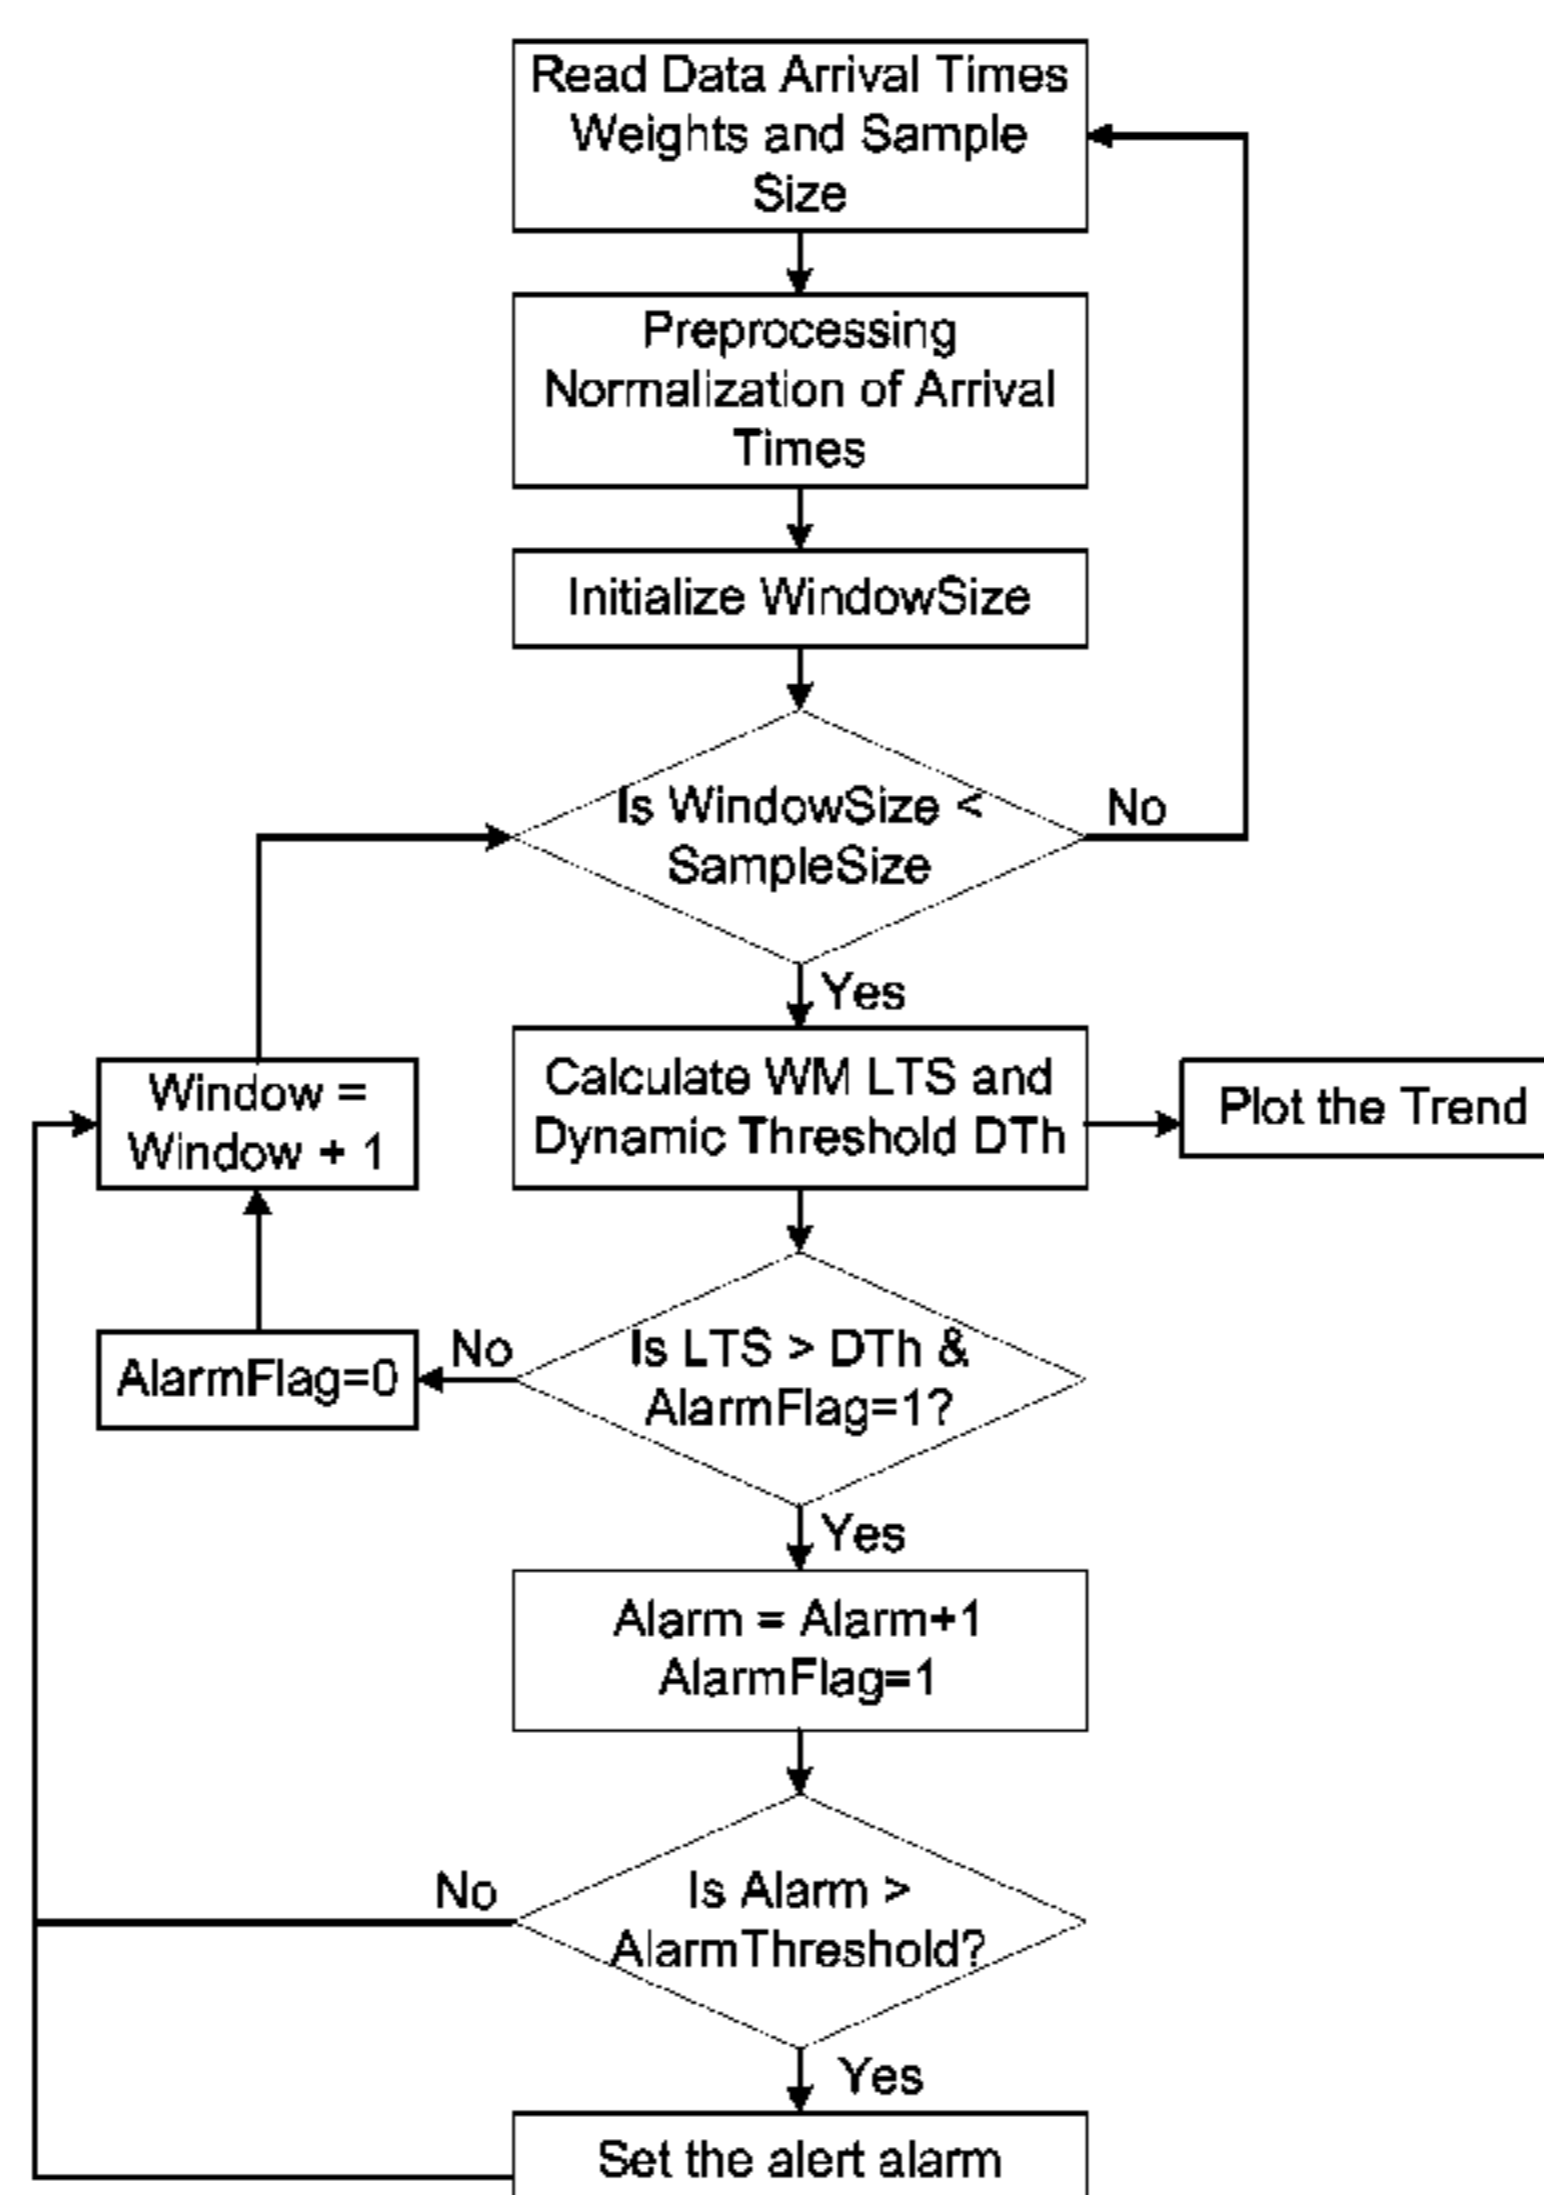 Read Data Arrival Times
Weights and Sample
Size
Preprocessing
Normalization of Arrival
Times
Initialize WindowSize
Is WindowSize <
SampleSize
No
Yes
Window =
Window + 1
Calculate WM LTS and
Dynamic Threshold DTh
Plot the Trend
AlarmFlag=0
No
Is LTS > DTh &
AlarmFlag=1?
Yes
Alarm = Alarm+1
AlarmFlag=1
No
Is Alarm >
AlarmThreshold?
Yes
Set the alert alarm